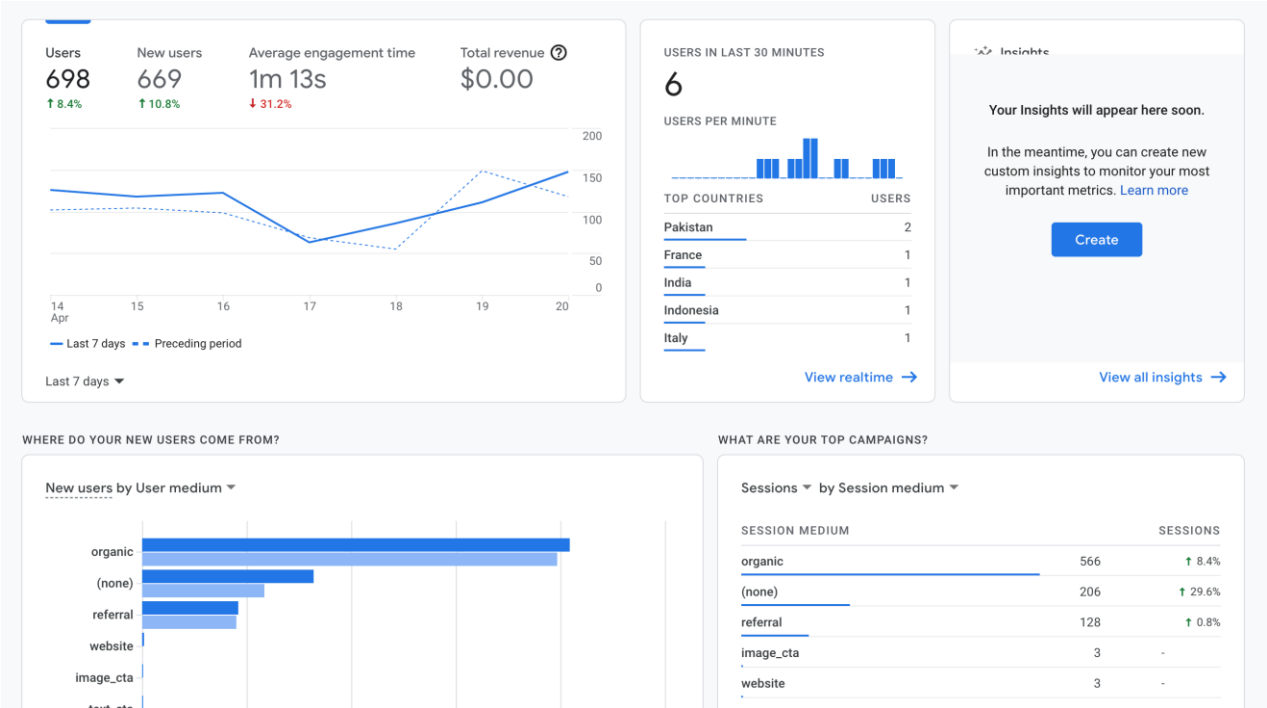 Users
698
8.4%
New users
669
10.8%
Average engagement time
1m 13s
31.2%
Total revenue
$0.00
200
150
100
50
0
14 15 16 17 18 19 20
Apr
Last 7 days Preceding period
Last 7 days
USERS IN LAST 30 MINUTES
6
USERS PER MINUTE
TOP COUNTRIES USERS
Pakistan 2
France 1
India 1
Indonesia 1
Italy 1
View realtime
Insights
Your Insights will appear here soon.
In the meantime, you can create new
custom insights to monitor your most
important metrics. Learn more
Create
View all insights
WHERE DO YOUR NEW USERS COME FROM?
New users by User medium
organic
(none)
referral
website
image_cta
text_cta
WHAT ARE YOUR TOP CAMPAIGNS?
Sessions by Session medium
SESSION MEDIUM SESSIONS
organic 566 8.4%
(none) 206 29.6%
referral 128 0.8%
image_cta 3 -
website 3 -